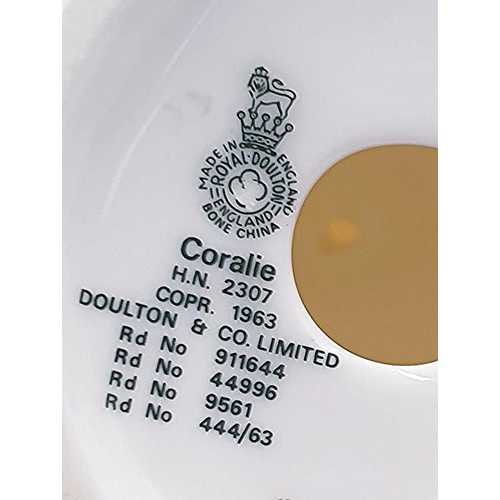 MADE IN ENGLAND
ROYAL·DOULTON
ENGLAND
BONE CHINA
Coralie
H.N. 2307
COPR. 1963
DOULTON & CO. LIMITED
Rd No 911644
Rd No 44996
Rd No 9561
Rd No 444/63